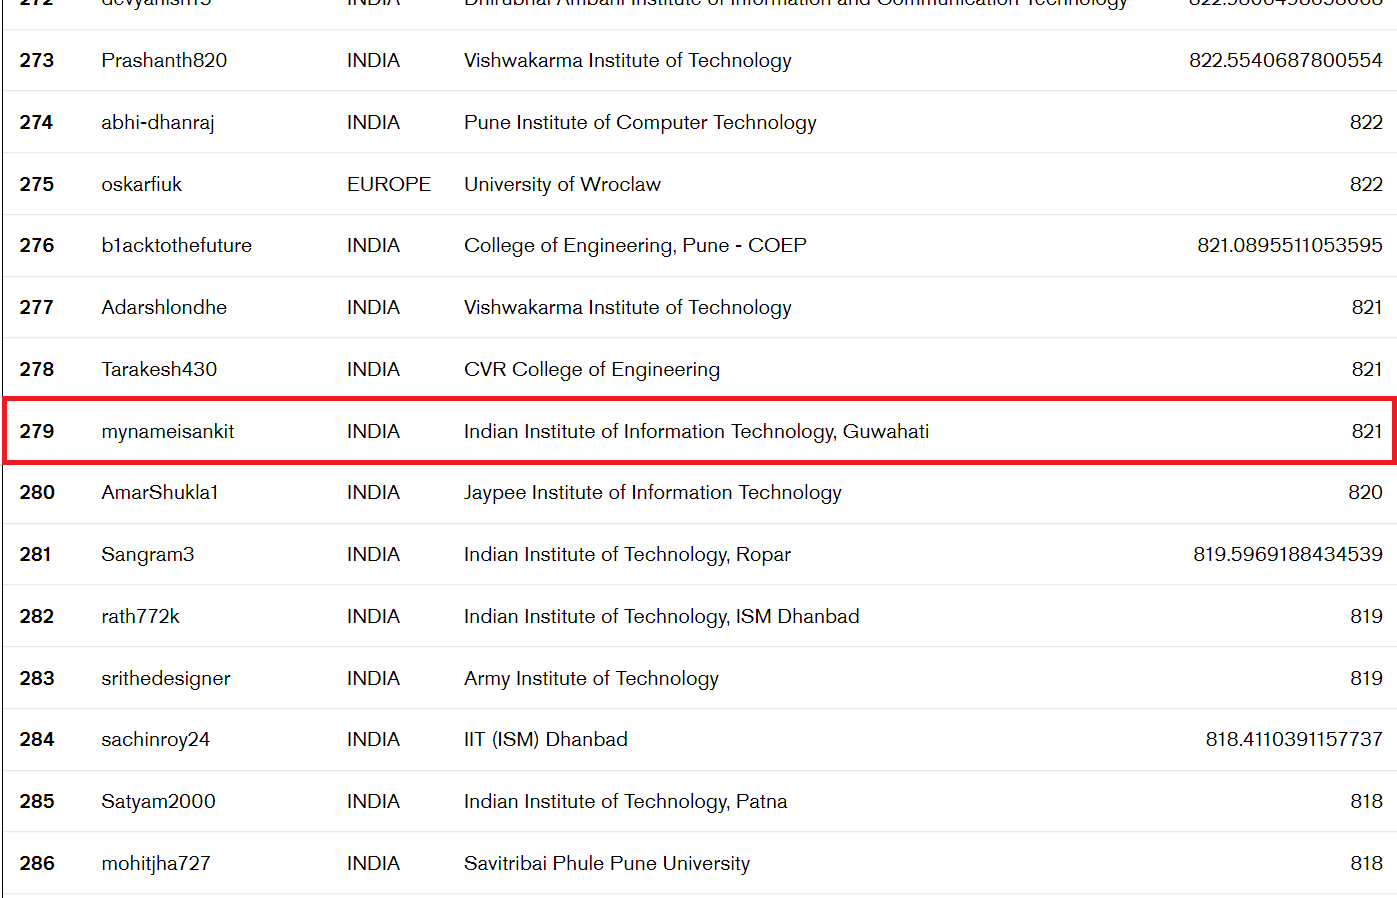 272 devyanish15 INDIA Dhirubhai Ambani Institute of Information and Communication Technology
273 Prashanth820 INDIA Vishwakarma Institute of Technology 822.5540687800554
274 abhi-dhanraj INDIA Pune Institute of Computer Technology 822
275 oskarfiuk EUROPE University of Wroclaw 822
276 b1acktothefuture INDIA College of Engineering, Pune - COEP 821.0895511053595
277 Adarshlondhe INDIA Vishwakarma Institute of Technology 821
278 Tarakesh430 INDIA CVR College of Engineering 821
279 mynameisankit INDIA Indian Institute of Information Technology, Guwahati 821
280 AmarShukla1 INDIA Jaypee Institute of Information Technology 820
281 Sangram3 INDIA Indian Institute of Technology, Ropar 819.5969188434539
282 rath772k INDIA Indian Institute of Technology, ISM Dhanbad 819
283 srithedesigner INDIA Army Institute of Technology 819
284 sachinroy24 INDIA IIT (ISM) Dhanbad 818.4110391157737
285 Satyam2000 INDIA Indian Institute of Technology, Patna 818
286 mohitjha727 INDIA Savitribai Phule Pune University 818